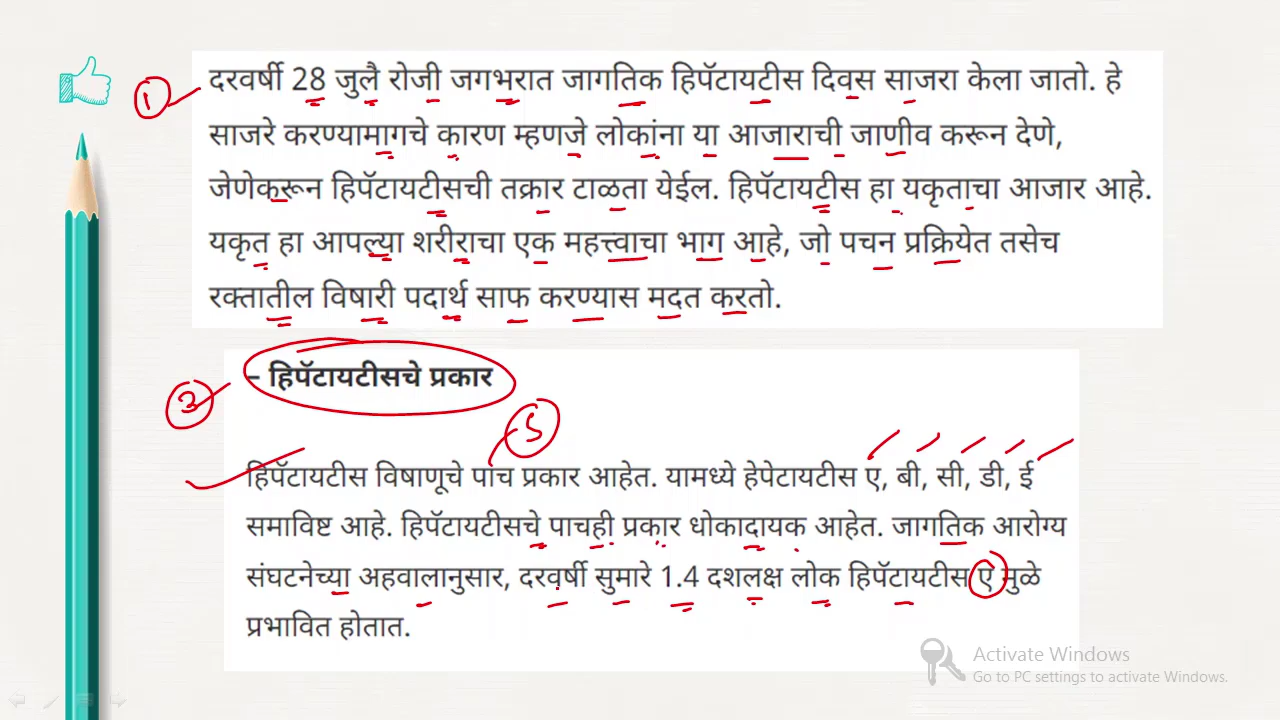 ① दरवर्षी 28 जुलै रोजी जगभरात जागतिक हिपॅटायटीस दिवस साजरा केला जातो. हे
साजरे करण्यामागचे कारण म्हणजे लोकांना या आजाराची जाणीव करून देणे,
जेणेकरून हिपॅटायटीसची तक्रार टाळता येईल. हिपॅटायटीस हा यकृताचा आजार आहे.
यकृत हा आपल्या शरीराचा एक महत्त्वाचा भाग आहे, जो पचन प्रक्रियेत तसेच
रक्तातील विषारी पदार्थ साफ करण्यास मदत करतो.
– हिपॅटायटीसचे प्रकार
5
हिपॅटायटीस विषाणूचे पाच प्रकार आहेत. यामध्ये हेपेटायटीस ए, बी, सी, डी, ई
समाविष्ट आहे. हिपॅटायटीसचे पाचही प्रकार धोकादायक आहेत. जागतिक आरोग्य
संघटनेच्या अहवालानुसार, दरवर्षी सुमारे 1.4 दशलक्ष लोक हिपॅटायटीस ए मुळे
प्रभावित होतात.
Activate Windows
Go to PC settings to activate Windows.